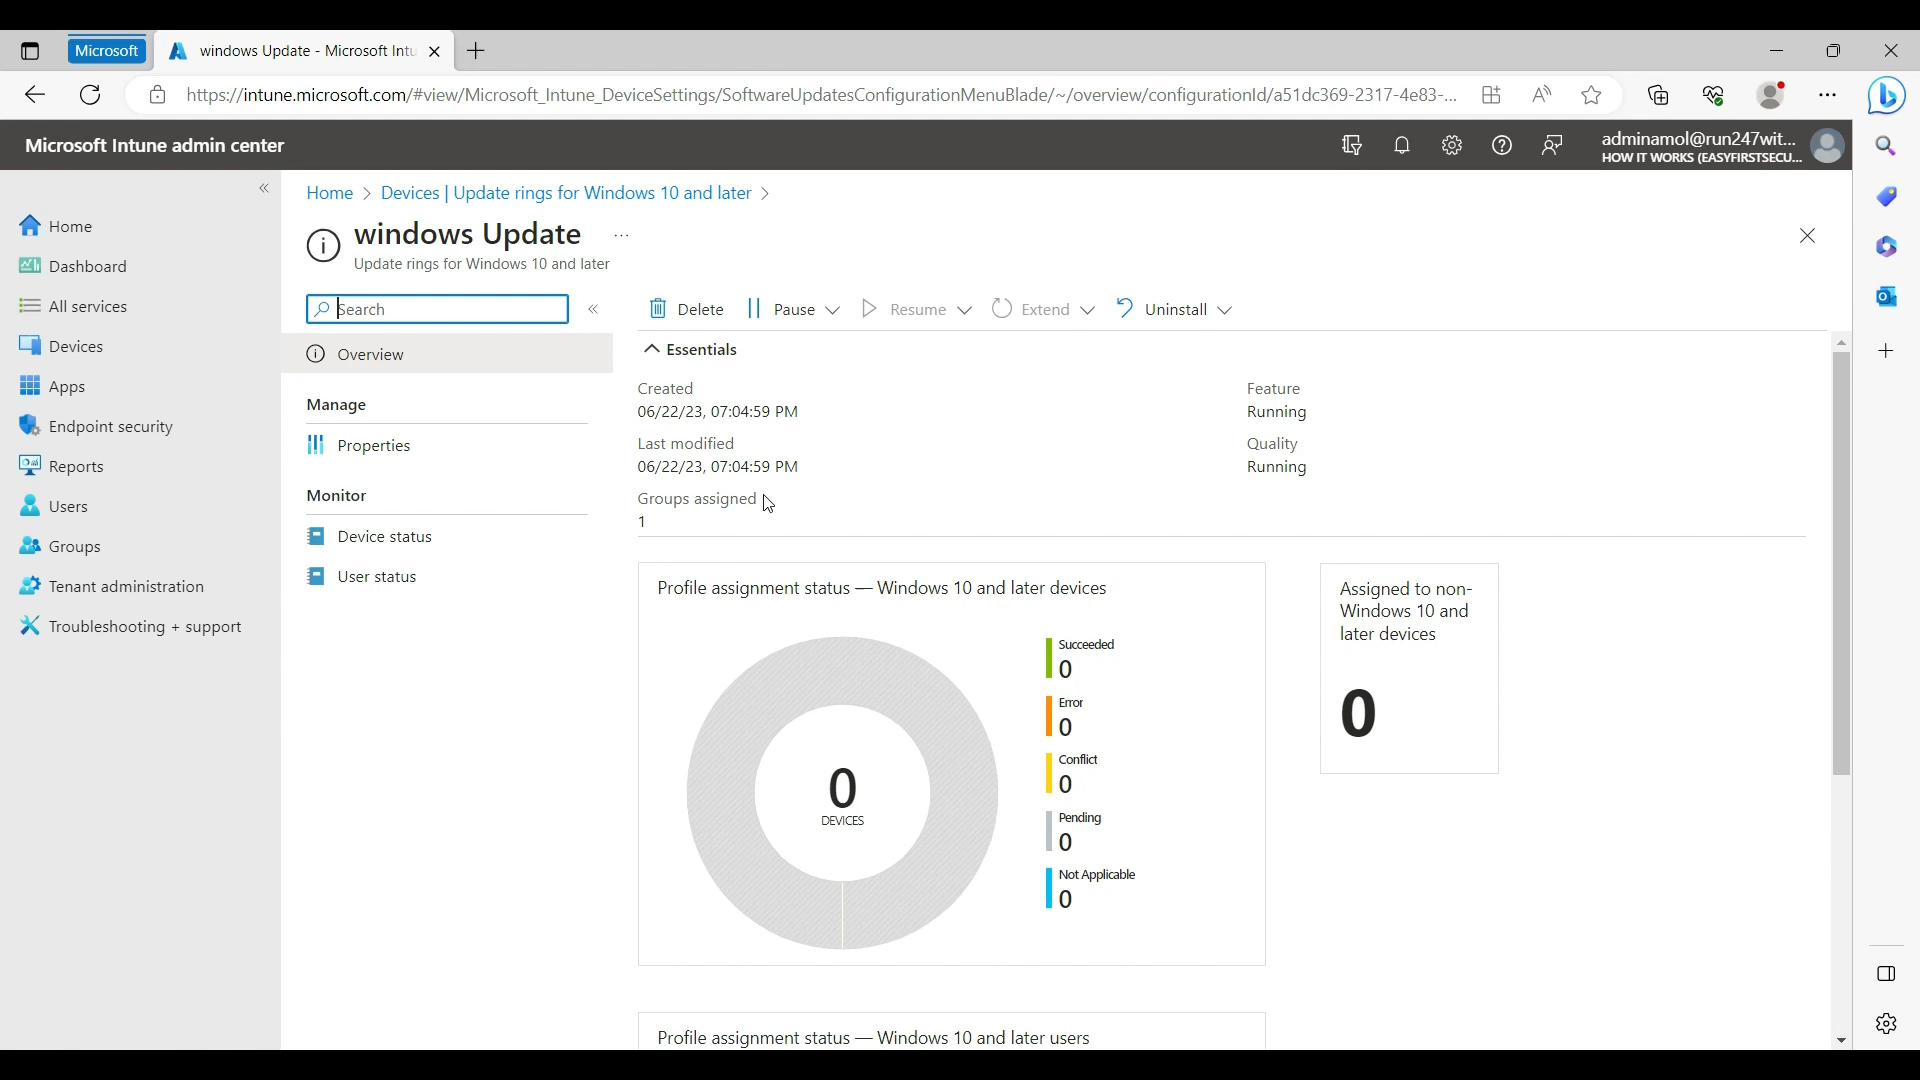 Microsoft
windows Update - Microsoft Intu
https://intune.microsoft.com/#view/Microsoft_Intune_DeviceSettings/SoftwareUpdatesConfigurationMenuBlade/~/overview/configurationId/a51dc369-2317-4e83-...
Microsoft Intune admin center
adminamol@run247wit...
HOW IT WORKS (EASYFIRSTSECU...
Home > Devices | Update rings for Windows 10 and later >
windows Update ...
Update rings for Windows 10 and later
Home
Dashboard
All services
Devices
Apps
Endpoint security
Reports
Users
Groups
Tenant administration
Troubleshooting + support
Search
Overview
Manage
Properties
Monitor
Device status
User status
Delete Pause Resume Extend Uninstall
Essentials
Created
06/22/23, 07:04:59 PM
Last modified
06/22/23, 07:04:59 PM
Groups assigned
1
Feature
Running
Quality
Running
Profile assignment status — Windows 10 and later devices
0
DEVICES
Succeeded
0
Error
0
Conflict
0
Pending
0
Not Applicable
0
Assigned to non-
Windows 10 and
later devices
0
Profile assignment status — Windows 10 and later users